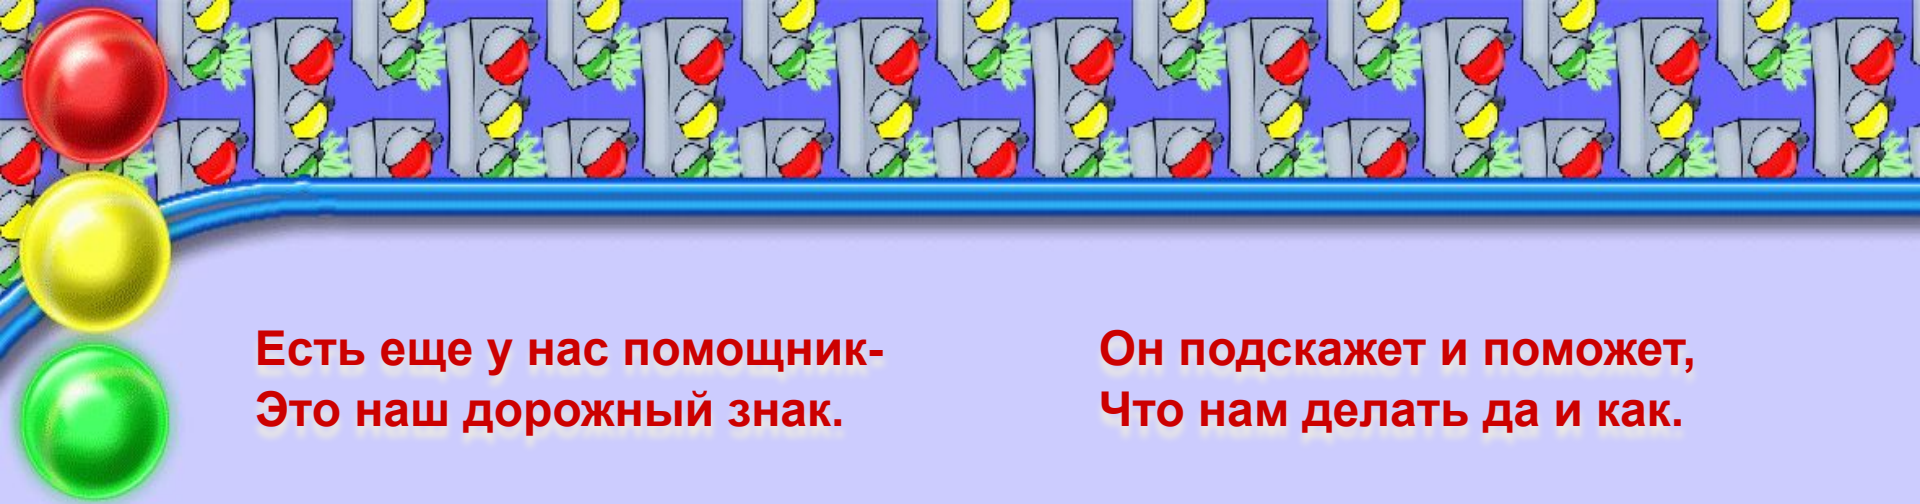 Есть еще у нас помощник-
Это наш дорожный знак.
Он подскажет и поможет,
Что нам делать да и как.